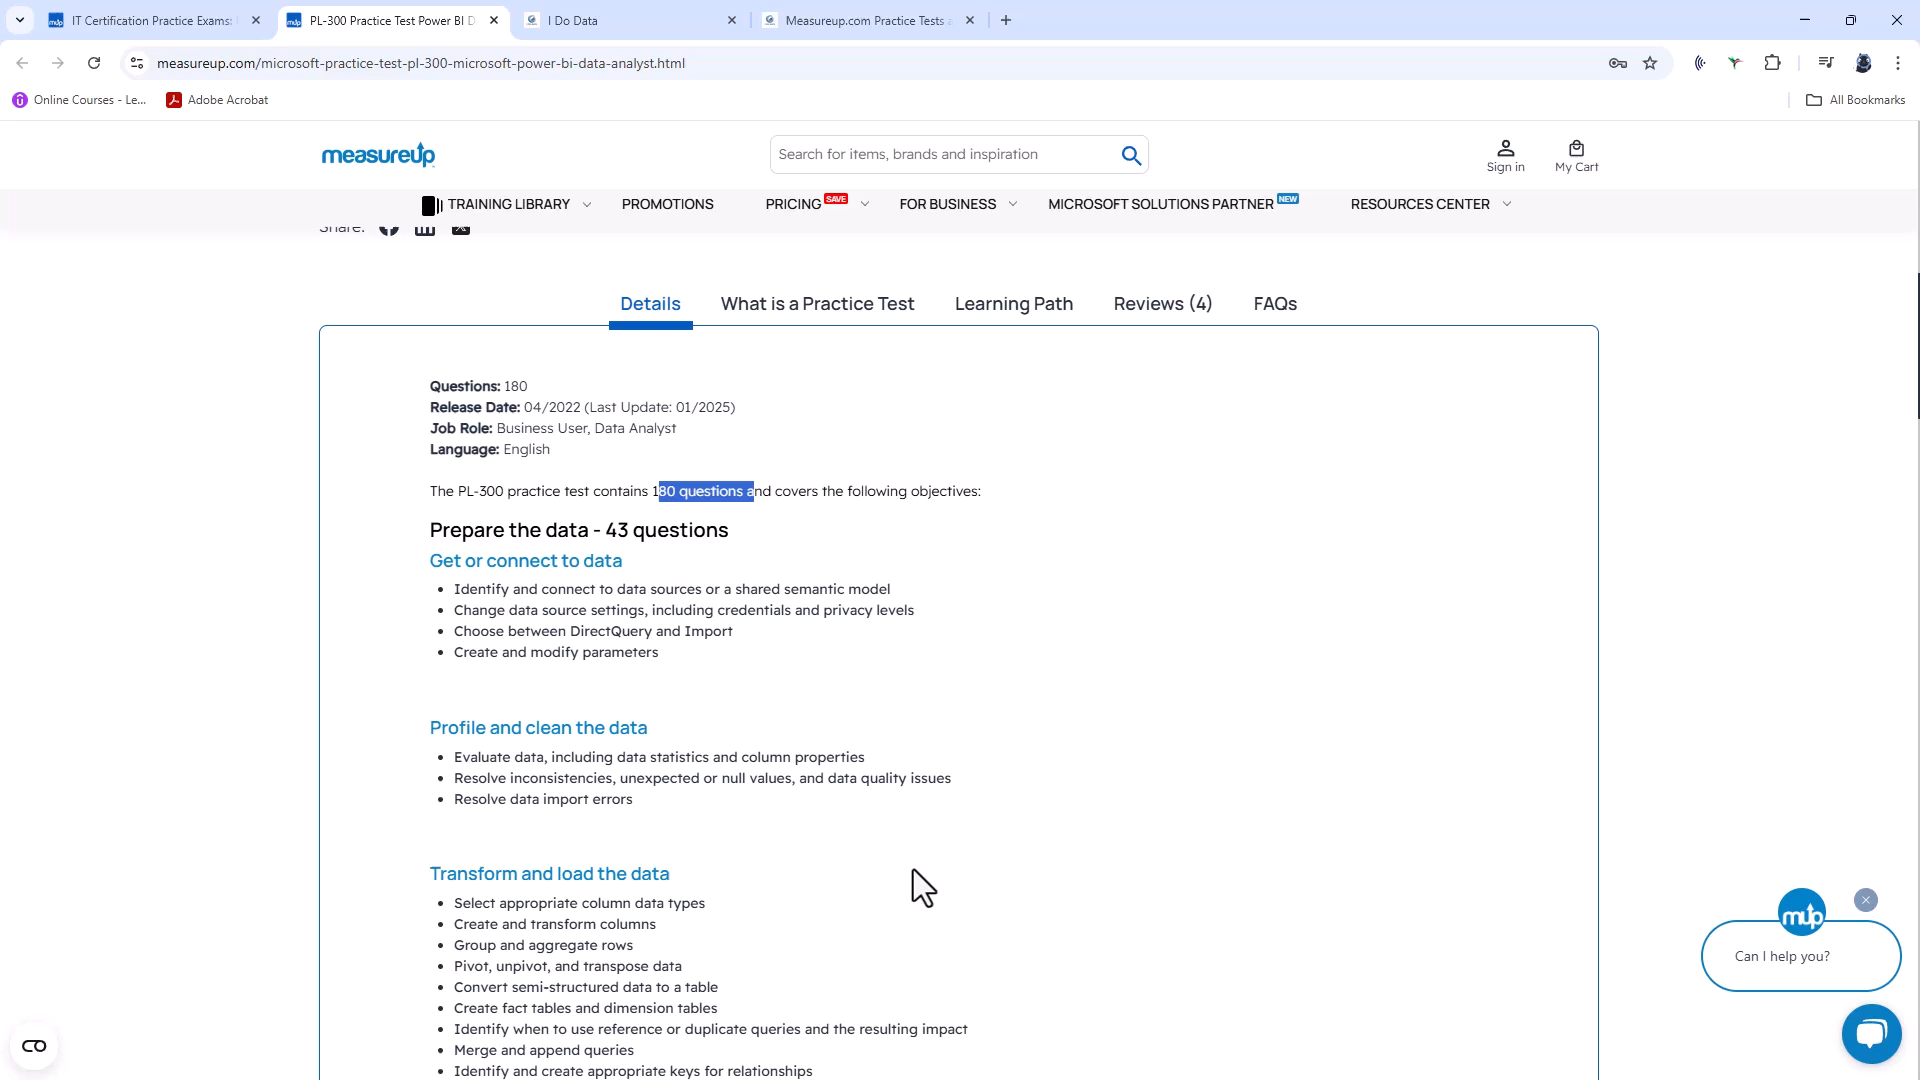 IT Certification Practice Exams:
PL-300 Practice Test Power BI D
I Do Data
Measureup.com Practice Tests a
measureup.com/microsoft-practice-test-pl-300-microsoft-power-bi-data-analyst.html
Online Courses - Le...
Adobe Acrobat
All Bookmarks
measureup
Search for items, brands and inspiration
Sign in
My Cart
TRAINING LIBRARY
PROMOTIONS
PRICING SAVE
FOR BUSINESS
MICROSOFT SOLUTIONS PARTNER NEW
RESOURCES CENTER
Share:
Details
What is a Practice Test
Learning Path
Reviews (4)
FAQs
Questions: 180
Release Date: 04/2022 (Last Update: 01/2025)
Job Role: Business User, Data Analyst
Language: English
The PL-300 practice test contains 180 questions and covers the following objectives:
Prepare the data - 43 questions
Get or connect to data
• Identify and connect to data sources or a shared semantic model
• Change data source settings, including credentials and privacy levels
• Choose between DirectQuery and Import
• Create and modify parameters
Profile and clean the data
• Evaluate data, including data statistics and column properties
• Resolve inconsistencies, unexpected or null values, and data quality issues
• Resolve data import errors
Transform and load the data
• Select appropriate column data types
• Create and transform columns
• Group and aggregate rows
• Pivot, unpivot, and transpose data
• Convert semi-structured data to a table
• Create fact tables and dimension tables
• Identify when to use reference or duplicate queries and the resulting impact
• Merge and append queries
• Identify and create appropriate keys for relationships
mup
Can I help you?